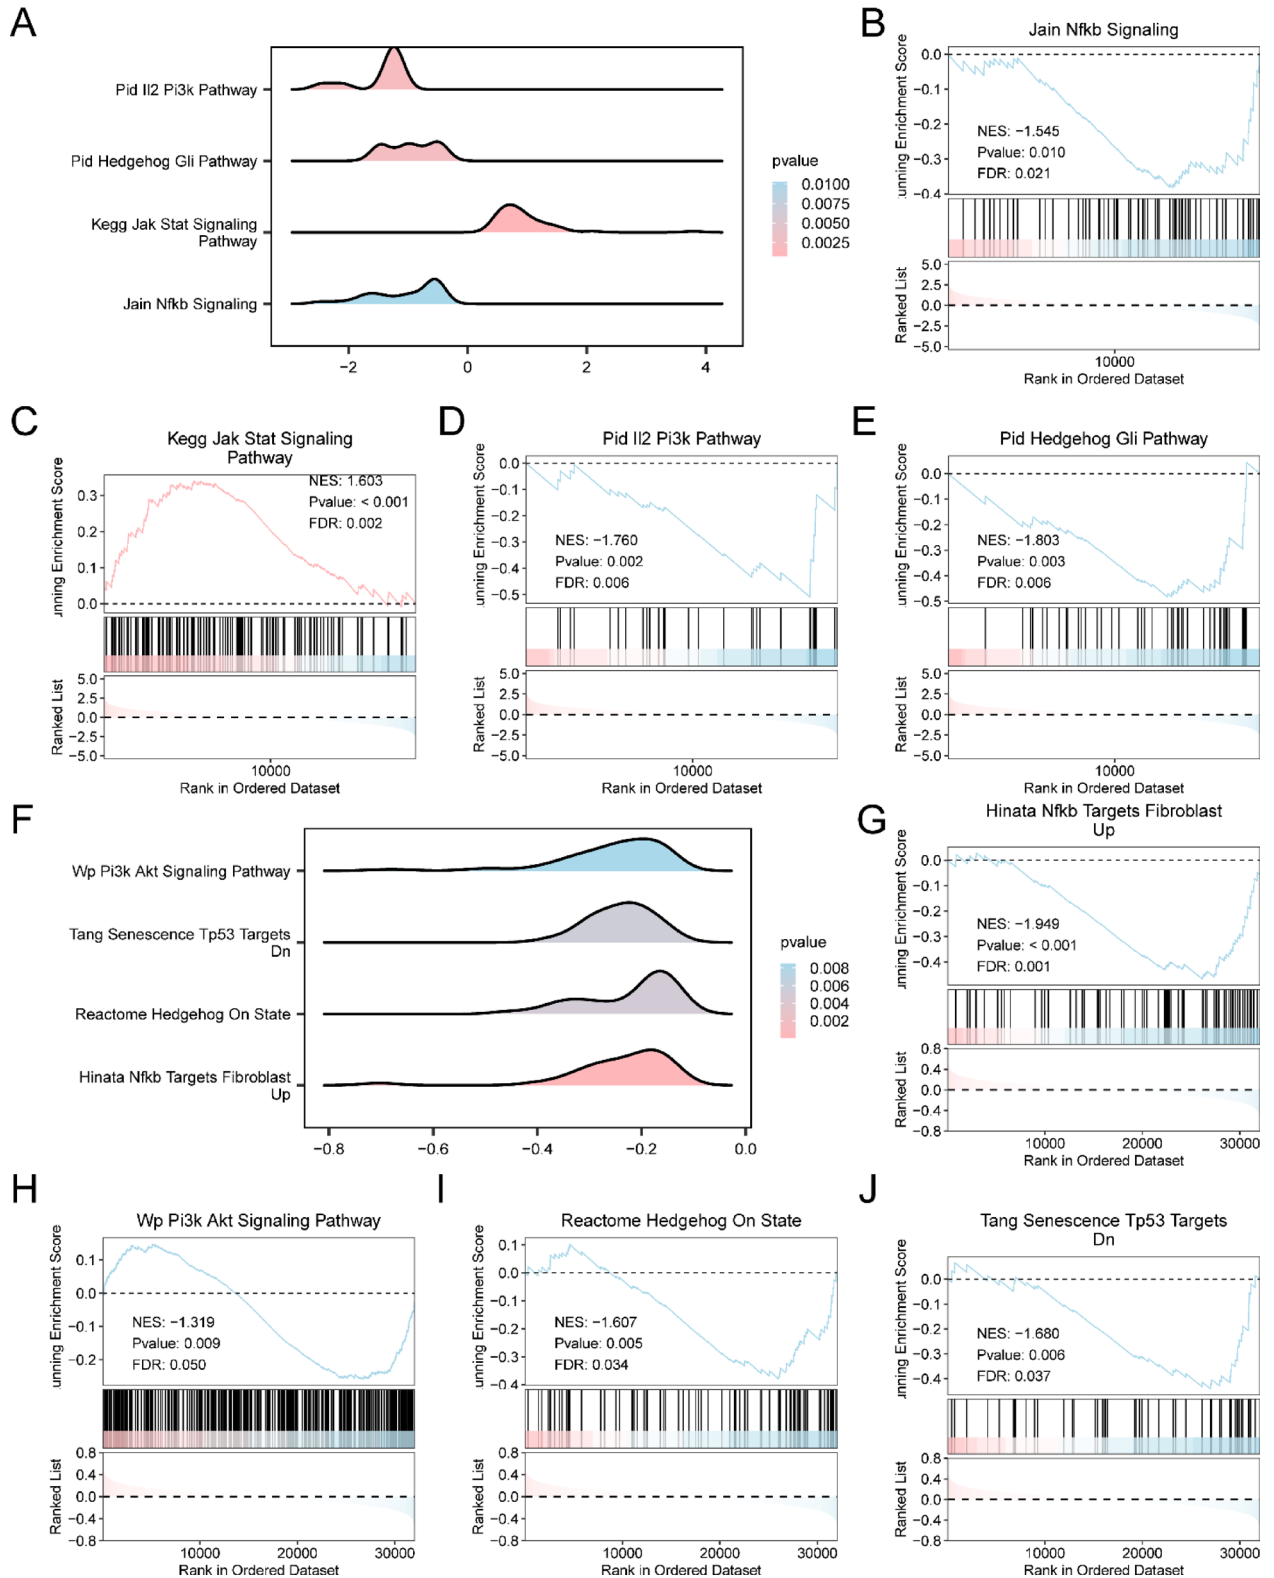 A
Pid Il2 Pi3k Pathway
Pid Hedgehog Gli Pathway
Kegg Jak Stat Signaling
Pathway
Jain Nfkb Signaling
−2 0 2 4
pvalue
0.0100
0.0075
0.0050
0.0025
B
Jain Nfkb Signaling
unning Enrichment Score
0.0
−0.1
−0.2
−0.3
−0.4
NES: −1.545
Pvalue: 0.010
FDR: 0.021
Ranked List
5.0
2.5
0.0
−2.5
−5.0
10000
Rank in Ordered Dataset
C
Kegg Jak Stat Signaling
Pathway
unning Enrichment Score
0.3
0.2
0.1
0.0
NES: 1.603
Pvalue: < 0.001
FDR: 0.002
Ranked List
5.0
2.5
0.0
−2.5
−5.0
10000
Rank in Ordered Dataset
D
Pid Il2 Pi3k Pathway
unning Enrichment Score
0.0
−0.1
−0.2
−0.3
−0.4
−0.5
NES: −1.760
Pvalue: 0.002
FDR: 0.006
Ranked List
5.0
2.5
0.0
−2.5
−5.0
10000
Rank in Ordered Dataset
E
Pid Hedgehog Gli Pathway
unning Enrichment Score
0.0
−0.1
−0.2
−0.3
−0.4
−0.5
NES: −1.803
Pvalue: 0.003
FDR: 0.006
Ranked List
5.0
2.5
0.0
−2.5
−5.0
10000
Rank in Ordered Dataset
F
Wp Pi3k Akt Signaling Pathway
Tang Senescence Tp53 Targets
Dn
Reactome Hedgehog On State
Hinata Nfkb Targets Fibroblast
Up
−0.8 −0.6 −0.4 −0.2 0.0
pvalue
0.008
0.006
0.004
0.002
G
Hinata Nfkb Targets Fibroblast
Up
unning Enrichment Score
0.0
−0.1
−0.2
−0.3
−0.4
NES: −1.949
Pvalue: < 0.001
FDR: 0.001
Ranked List
0.8
0.4
0.0
−0.4
−0.8
10000 20000 30000
Rank in Ordered Dataset
H
Wp Pi3k Akt Signaling Pathway
unning Enrichment Score
0.1
0.0
−0.1
−0.2
NES: −1.319
Pvalue: 0.009
FDR: 0.050
Ranked List
0.8
0.4
0.0
−0.4
−0.8
10000 20000 30000
Rank in Ordered Dataset
I
Reactome Hedgehog On State
unning Enrichment Score
0.1
0.0
−0.1
−0.2
−0.3
−0.4
NES: −1.607
Pvalue: 0.005
FDR: 0.034
Ranked List
0.8
0.4
0.0
−0.4
−0.8
10000 20000 30000
Rank in Ordered Dataset
J
Tang Senescence Tp53 Targets
Dn
unning Enrichment Score
0.0
−0.1
−0.2
−0.3
−0.4
NES: −1.680
Pvalue: 0.006
FDR: 0.037
Ranked List
0.8
0.4
0.0
−0.4
−0.8
10000 20000 30000
Rank in Ordered Dataset